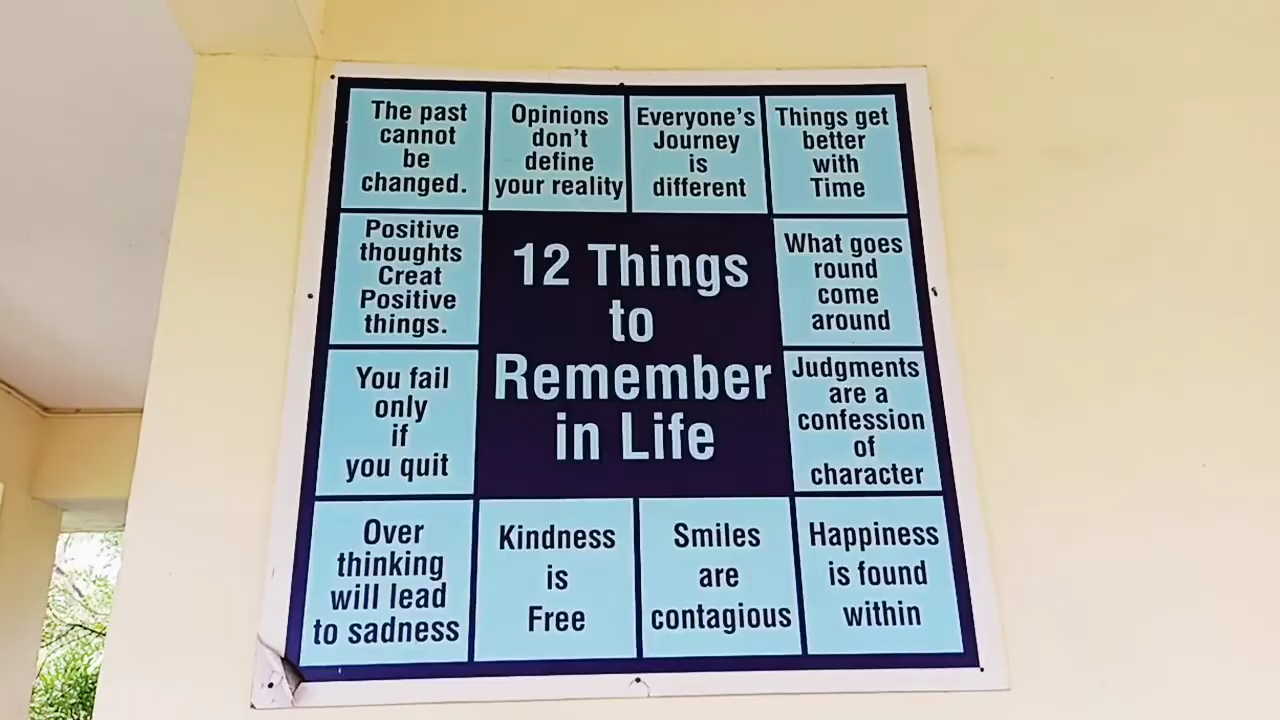 The past
cannot
be
changed.
Opinions
don't
define
your reality
Everyone's
Journey
is
different
Things get
better
with
Time
Positive
thoughts
Creat
Positive
things.
12 Things
to
Remember
in Life
What goes
round
come
around
You fail
only
if
you quit
Judgments
are a
confession
of
character
Over
thinking
will lead
to sadness
Kindness
is
Free
Smiles
are
contagious
Happiness
is found
within